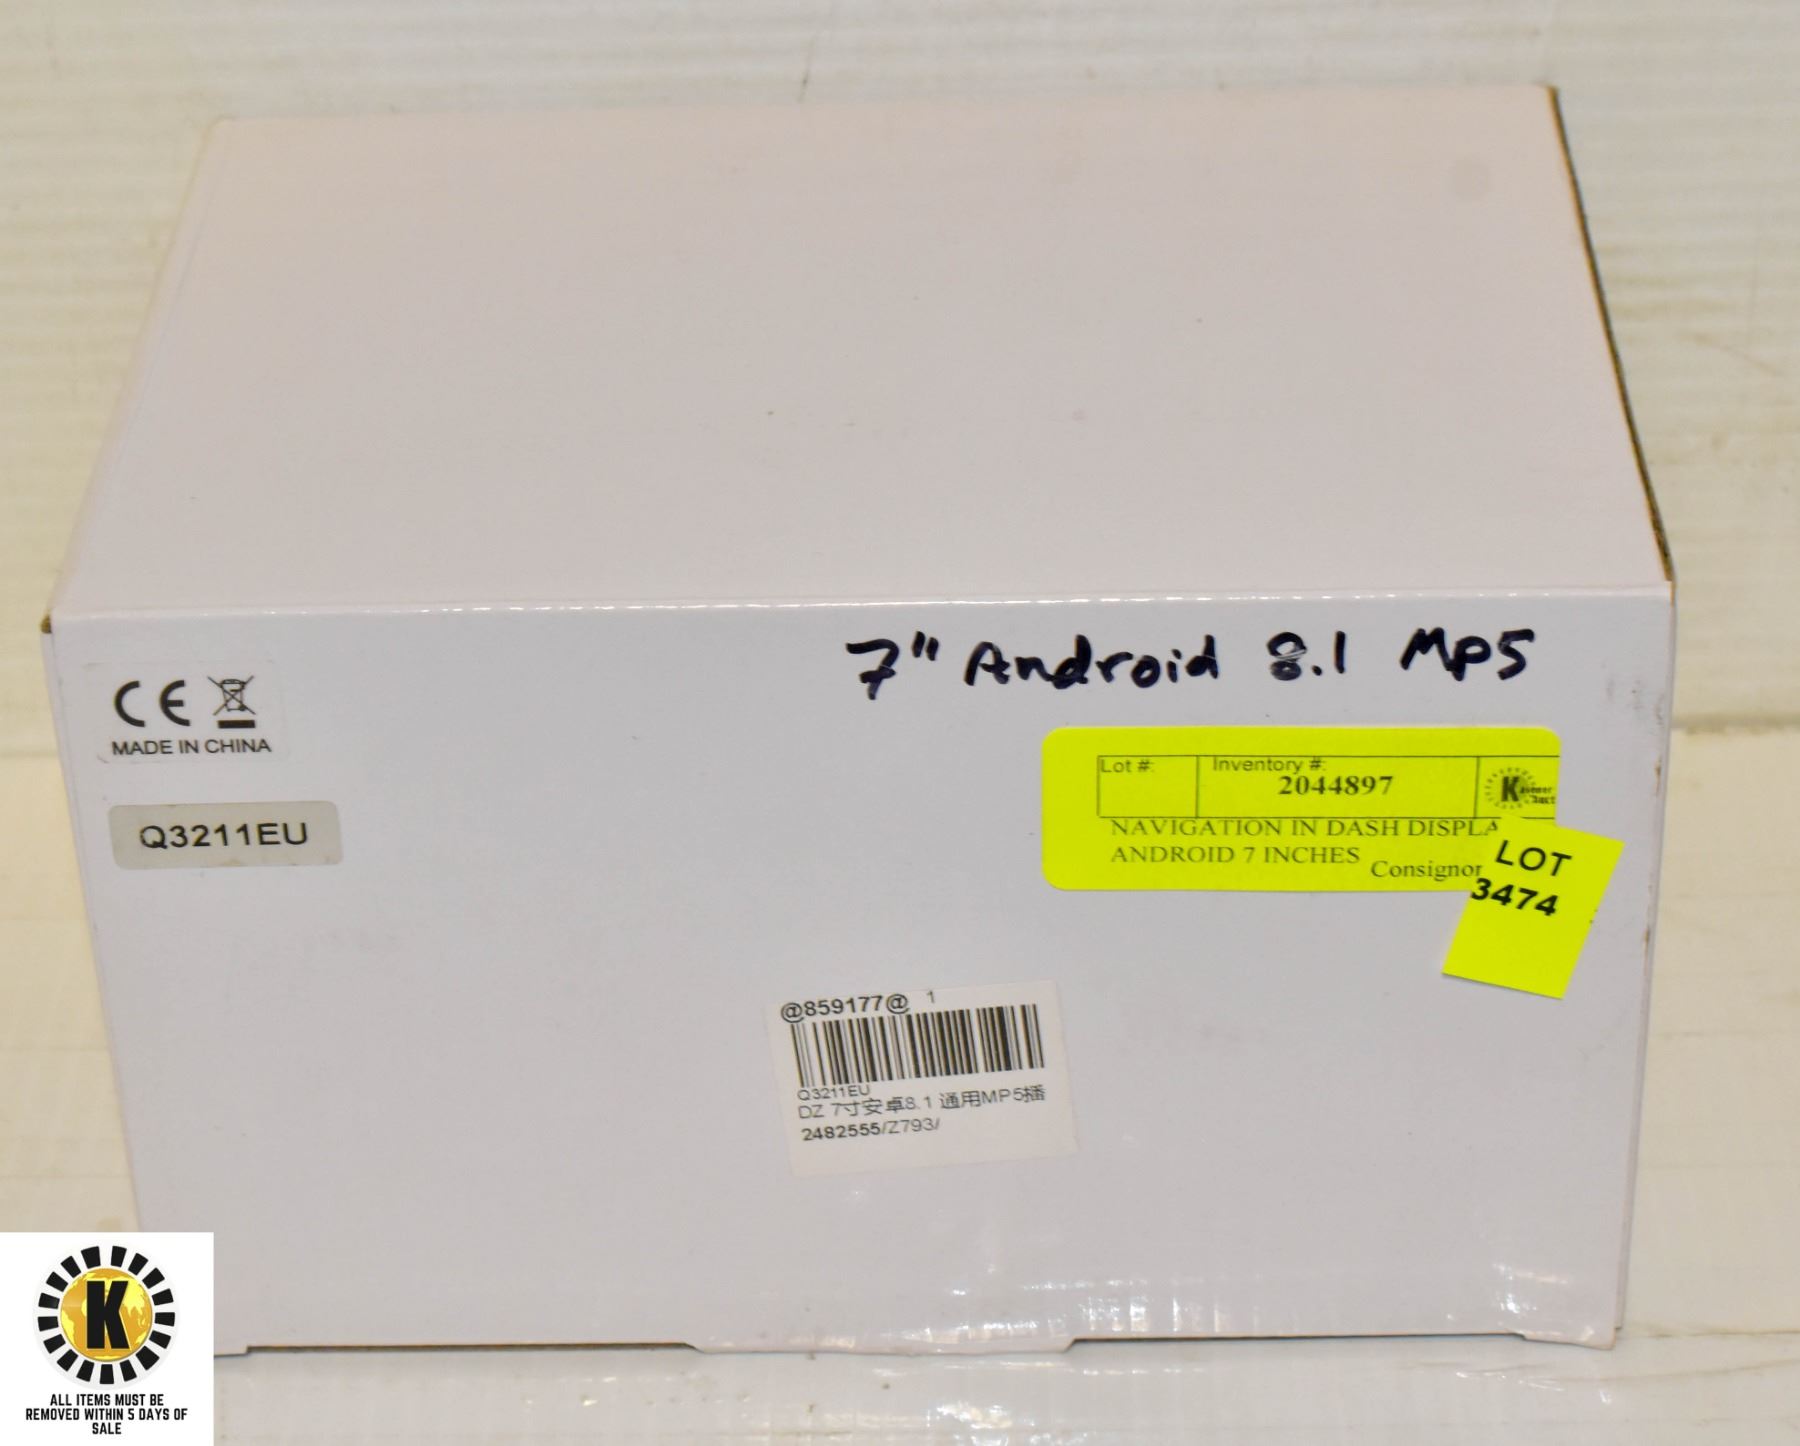 7" Android 8.1 MP5
CE
MADE IN CHINA
Q3211EU
Lot #:
Inventory #:
2044897
K
NAVIGATION IN DASH DISPLA
ANDROID 7 INCHES
Consignor
LOT
3474
@859177@ 1
Q3211EU
DZ 7寸安卓8.1 通用MP5播
2482555/Z793/
K
ALL ITEMS MUST BE
REMOVED WITHIN 5 DAYS OF
SALE